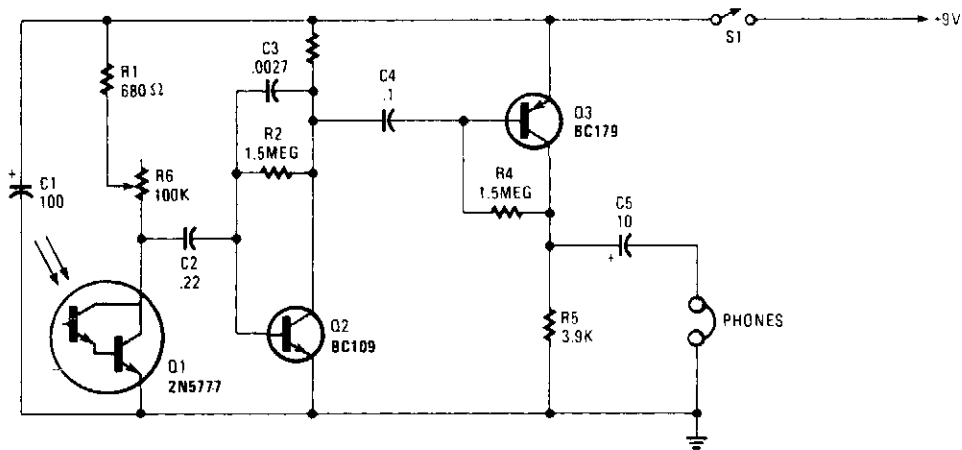 +9V
S1
C3
.0027
R1
680Ω
C4
.1
Q3
BC179
R2
1.5MEG
R6
100K
R4
1.5MEG
+
C1
100
C5
10
+
C2
.22
Q2
BC109
R5
3.9K
PHONES
Q1
2N5777